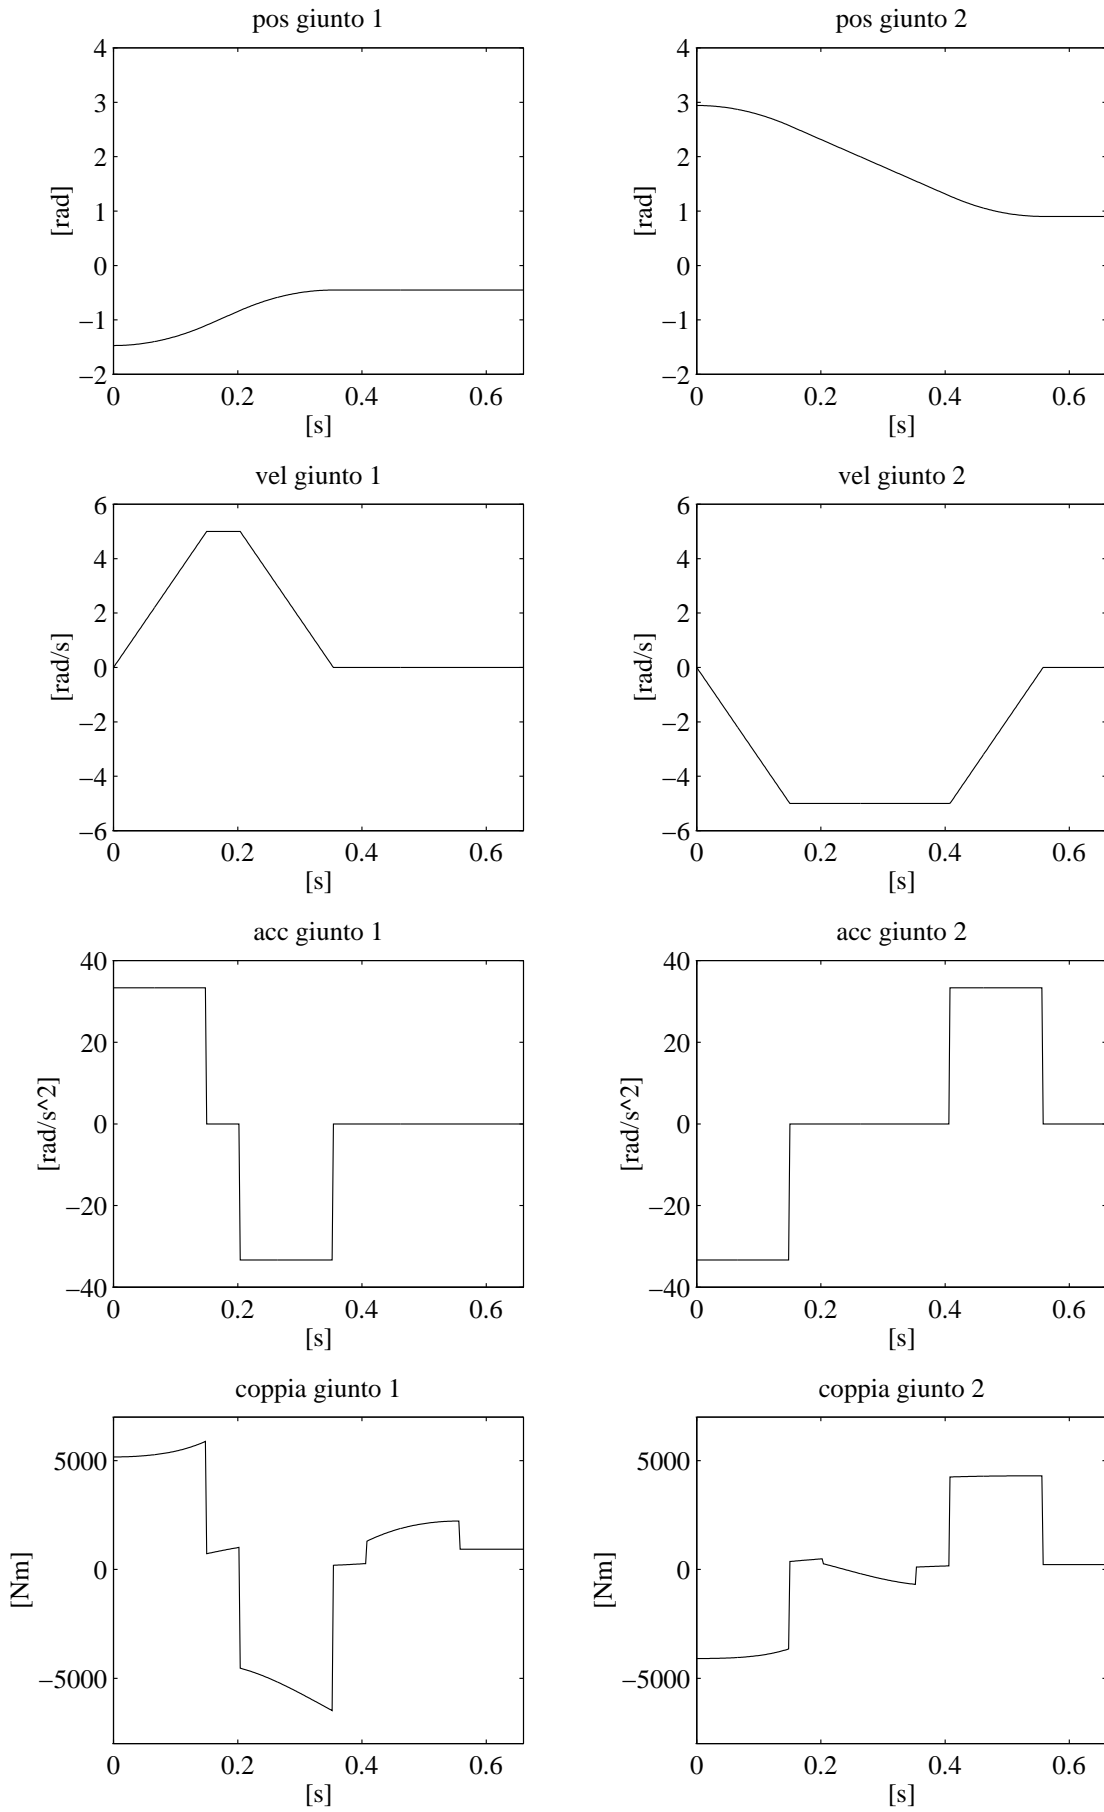 pos giunto 1
4
3
2
1
0
−1
−2
[rad]
0 0.2 0.4 0.6
[s]
pos giunto 2
4
3
2
1
0
−1
−2
[rad]
0 0.2 0.4 0.6
[s]
vel giunto 1
6
4
2
0
−2
−4
−6
[rad/s]
0 0.2 0.4 0.6
[s]
vel giunto 2
6
4
2
0
−2
−4
−6
[rad/s]
0 0.2 0.4 0.6
[s]
acc giunto 1
40
20
0
−20
−40
[rad/s^2]
0 0.2 0.4 0.6
[s]
acc giunto 2
40
20
0
−20
−40
[rad/s^2]
0 0.2 0.4 0.6
[s]
coppia giunto 1
5000
0
−5000
[Nm]
0 0.2 0.4 0.6
[s]
coppia giunto 2
5000
0
−5000
[Nm]
0 0.2 0.4 0.6
[s]